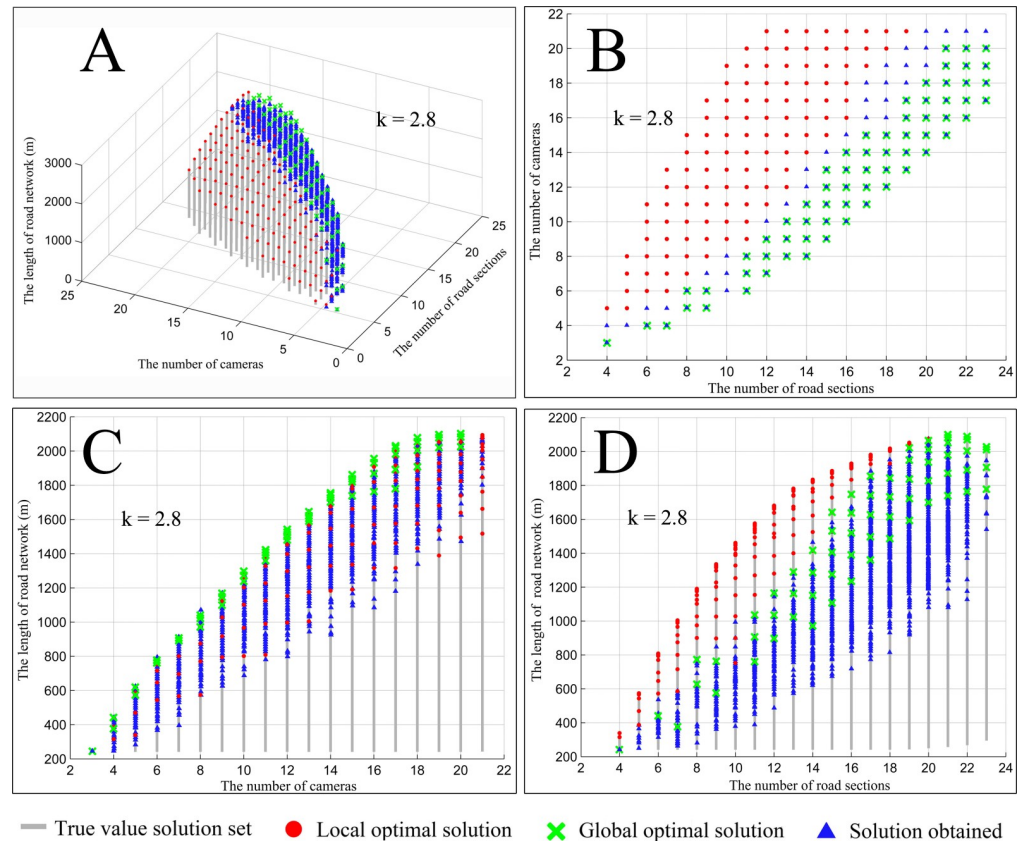 A
k = 2.8
The length of road network (m)
3000
2000
1000
0
25
20
15
10
5
0
The number of cameras
0
5
10
15
20
25
The number of road sections
B
k = 2.8
The number of cameras
20
18
16
14
12
10
8
6
4
2
2 4 6 8 10 12 14 16 18 20 22 24
The number of road sections
C
k = 2.8
The length of road network (m)
2200
2000
1800
1600
1400
1200
1000
800
600
400
200
2 4 6 8 10 12 14 16 18 20 22
The number of cameras
D
k = 2.8
The length of road network (m)
2200
2000
1800
1600
1400
1200
1000
800
600
400
200
2 4 6 8 10 12 14 16 18 20 22 24
The number of road sections
True value solution set
Local optimal solution
Global optimal solution
Solution obtained